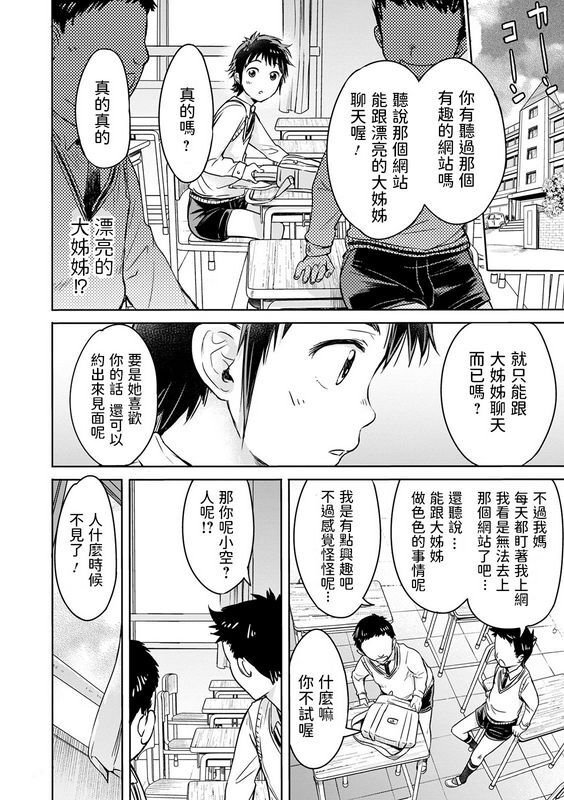 キーンコーン
你有聽過那個
有趣的網站嗎
聽說那個網站
能跟漂亮的大姊姊
聊天喔！
真的嗎？
真的真的
漂亮的
大姊姊!?
就只能跟
大姊姊聊天
而已嗎？
要是她喜歡
你的話 還可以
約出來見面呢
不過我媽
每天都盯著我上網
我看是無法去上
那個網站了吧…
還聽說…
能跟大姊姊
做色色的事情呢
我是有點興趣吧
不過感覺怪怪呢…
什麼嘛
你不試喔
那你呢小空？
人呢!?
人什麼時候
不見了！